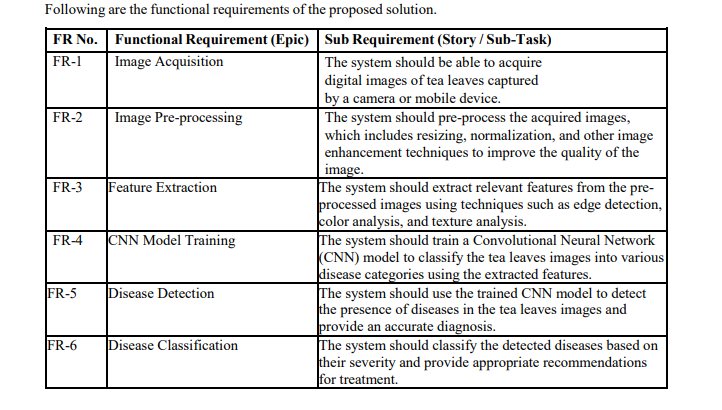 Following are the functional requirements of the proposed solution.
FR No. Functional Requirement (Epic) Sub Requirement (Story / Sub-Task)
FR-1 Image Acquisition The system should be able to acquire
digital images of tea leaves captured
by a camera or mobile device.
FR-2 Image Pre-processing The system should pre-process the acquired images,
which includes resizing, normalization, and other image
enhancement techniques to improve the quality of the
image.
FR-3 Feature Extraction The system should extract relevant features from the pre-
processed images using techniques such as edge detection,
color analysis, and texture analysis.
FR-4 CNN Model Training The system should train a Convolutional Neural Network
(CNN) model to classify the tea leaves images into various
disease categories using the extracted features.
FR-5 Disease Detection The system should use the trained CNN model to detect
the presence of diseases in the tea leaves images and
provide an accurate diagnosis.
FR-6 Disease Classification The system should classify the detected diseases based on
their severity and provide appropriate recommendations
for treatment.